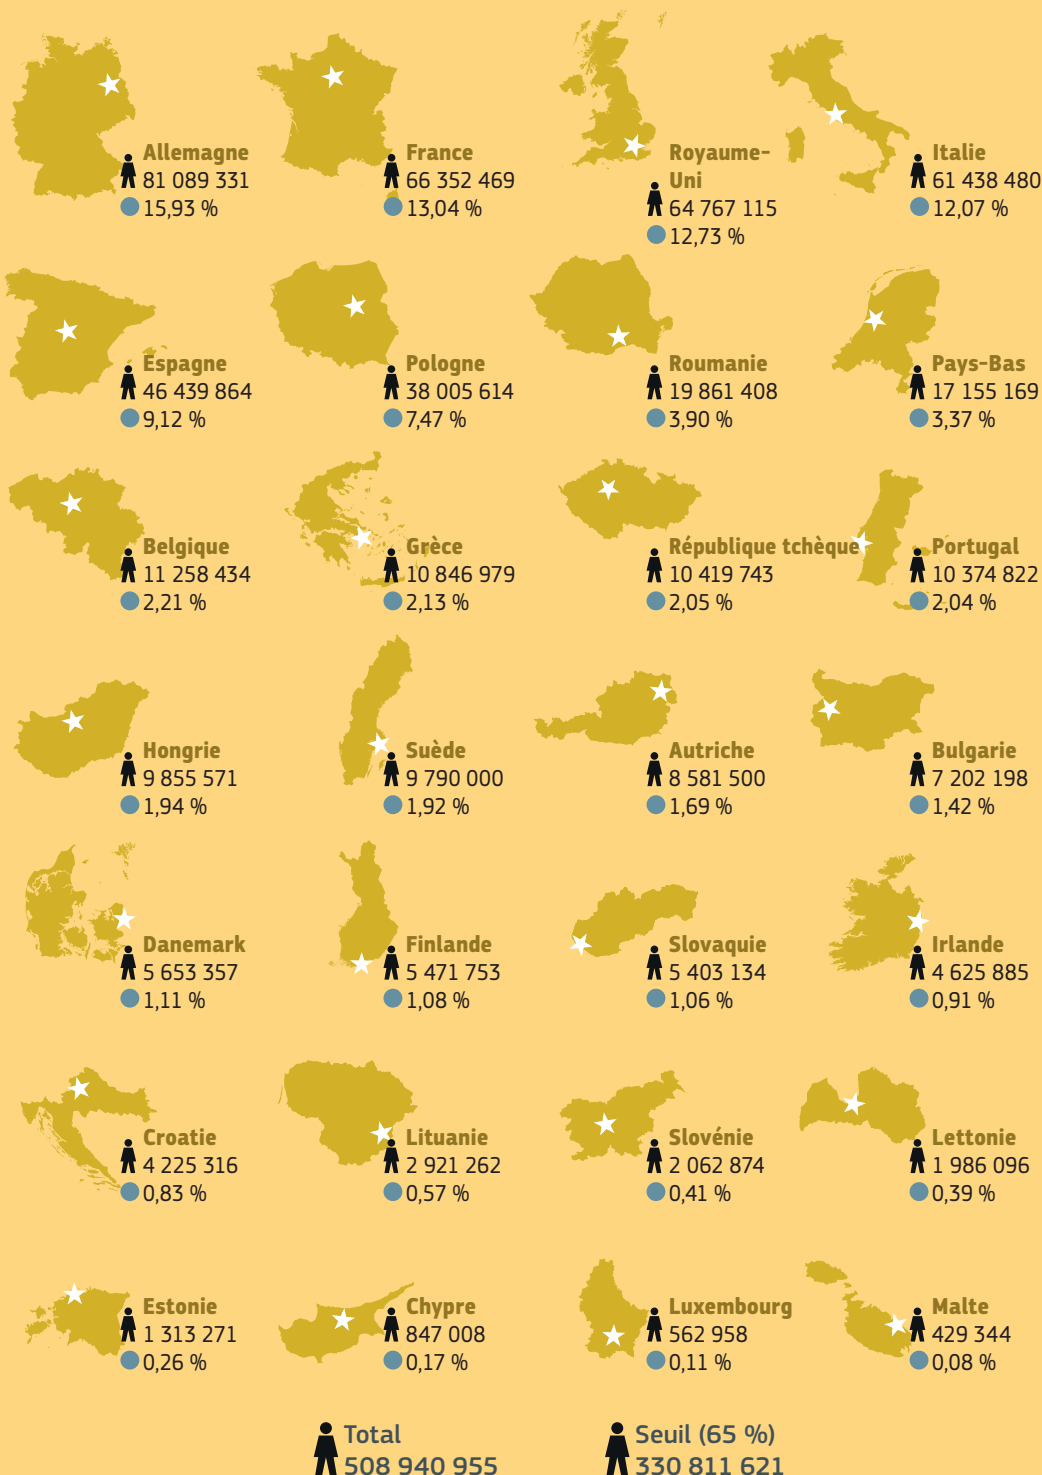 Allemagne
81 089 331
15,93 %
France
66 352 469
13,04 %
Royaume-
Uni
64 767 115
12,73 %
Italie
61 438 480
12,07 %
Espagne
46 439 864
9,12 %
Pologne
38 005 614
7,47 %
Roumanie
19 861 408
3,90 %
Pays-Bas
17 155 169
3,37 %
Belgique
11 258 434
2,21 %
Grèce
10 846 979
2,13 %
République tchèque
10 419 743
2,05 %
Portugal
10 374 822
2,04 %
Hongrie
9 855 571
1,94 %
Suède
9 790 000
1,92 %
Autriche
8 581 500
1,69 %
Bulgarie
7 202 198
1,42 %
Danemark
5 653 357
1,11 %
Finlande
5 471 753
1,08 %
Slovaquie
5 403 134
1,06 %
Irlande
4 625 885
0,91 %
Croatie
4 225 316
0,83 %
Lituanie
2 921 262
0,57 %
Slovénie
2 062 874
0,41 %
Lettonie
1 986 096
0,39 %
Estonie
1 313 271
0,26 %
Chypre
847 008
0,17 %
Luxembourg
562 958
0,11 %
Malte
429 344
0,08 %
Total
508 940 955
Seuil (65 %)
330 811 621